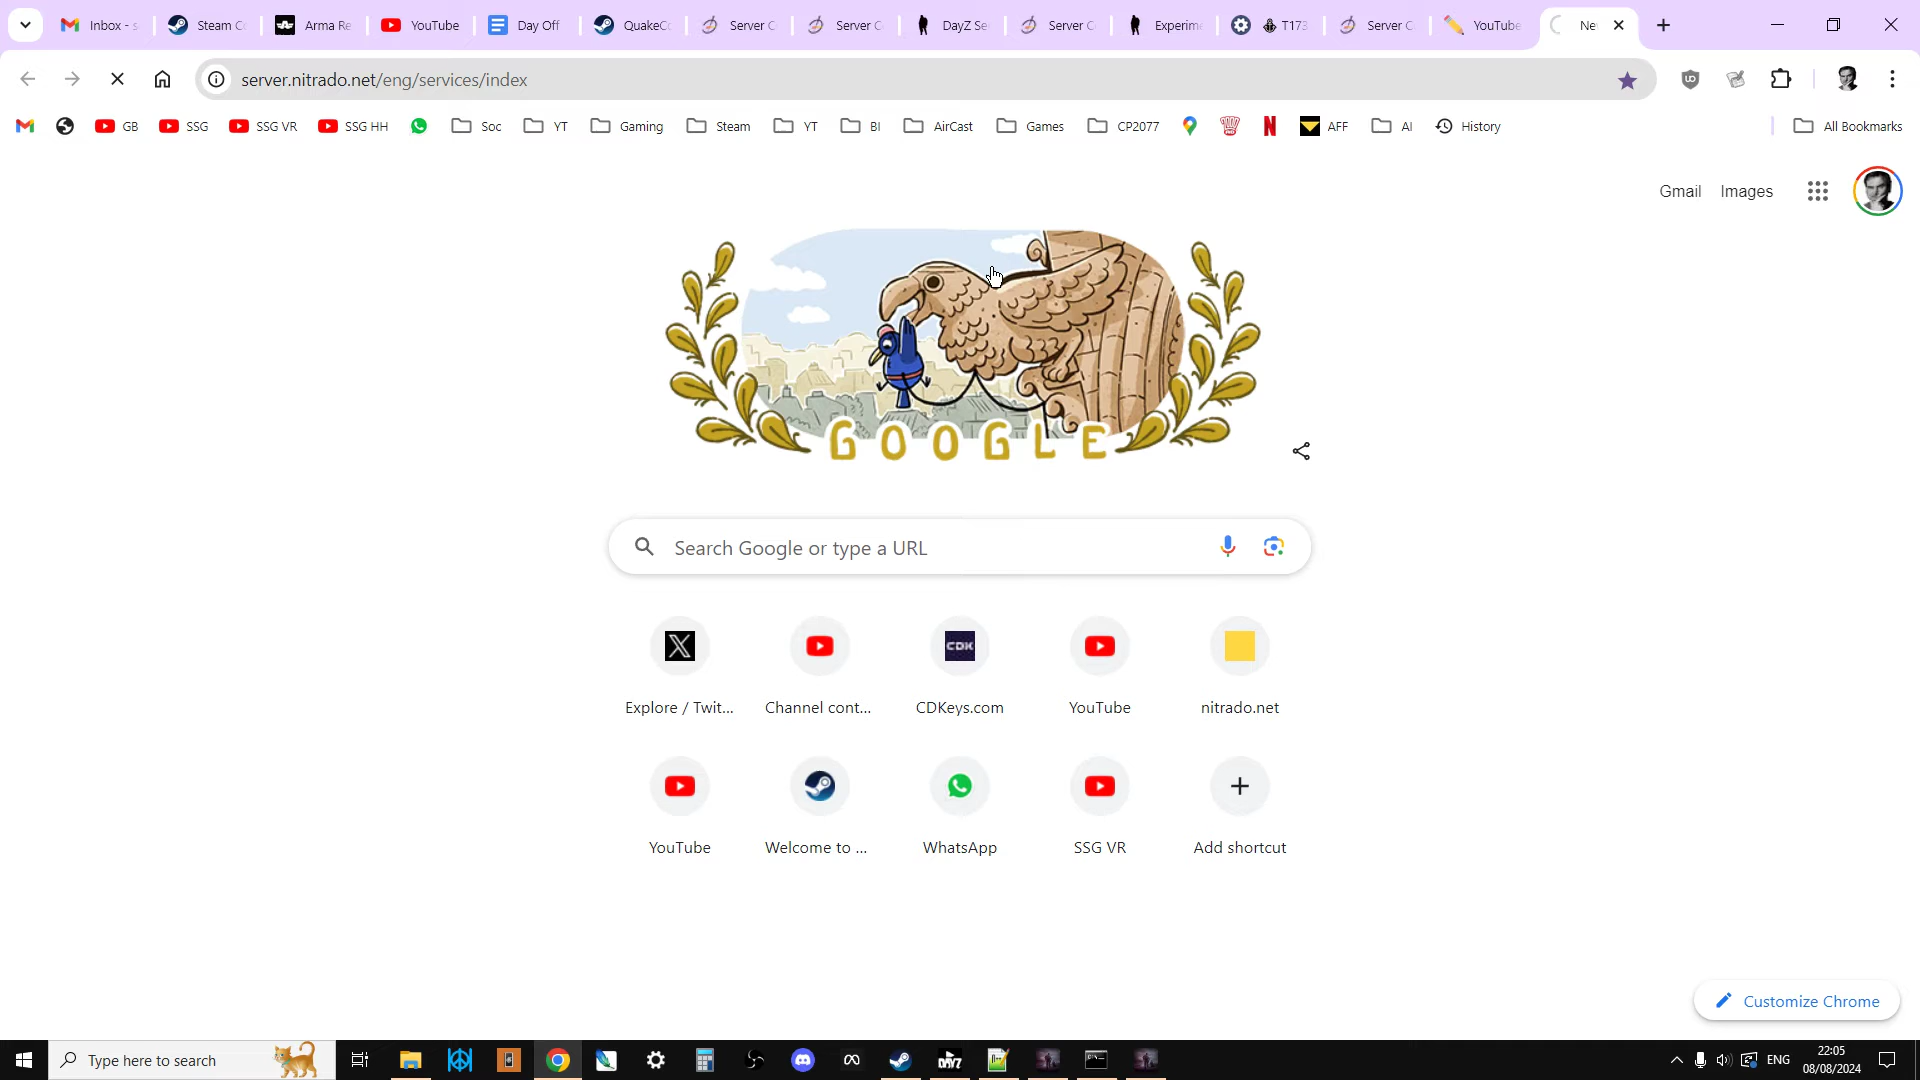 Inbox - s
Steam C
Arma Re
YouTube
Day Off
QuakeC
Server C
Server C
DayZ Se
Server C
Experim
T173
Server C
YouTube
Ne
server.nitrado.net/eng/services/index
GB
SSG
SSG VR
SSG HH
Soc
YT
Gaming
Steam
YT
BI
AirCast
Games
CP2077
AFF
AI
History
All Bookmarks
Gmail
Images
GOOGLE
Search Google or type a URL
CDK
Explore / Twit...
Channel cont...
CDKeys.com
YouTube
nitrado.net
YouTube
Welcome to ...
WhatsApp
SSG VR
Add shortcut
Customize Chrome
Type here to search
DAYZ
ENG
22:05
08/08/2024